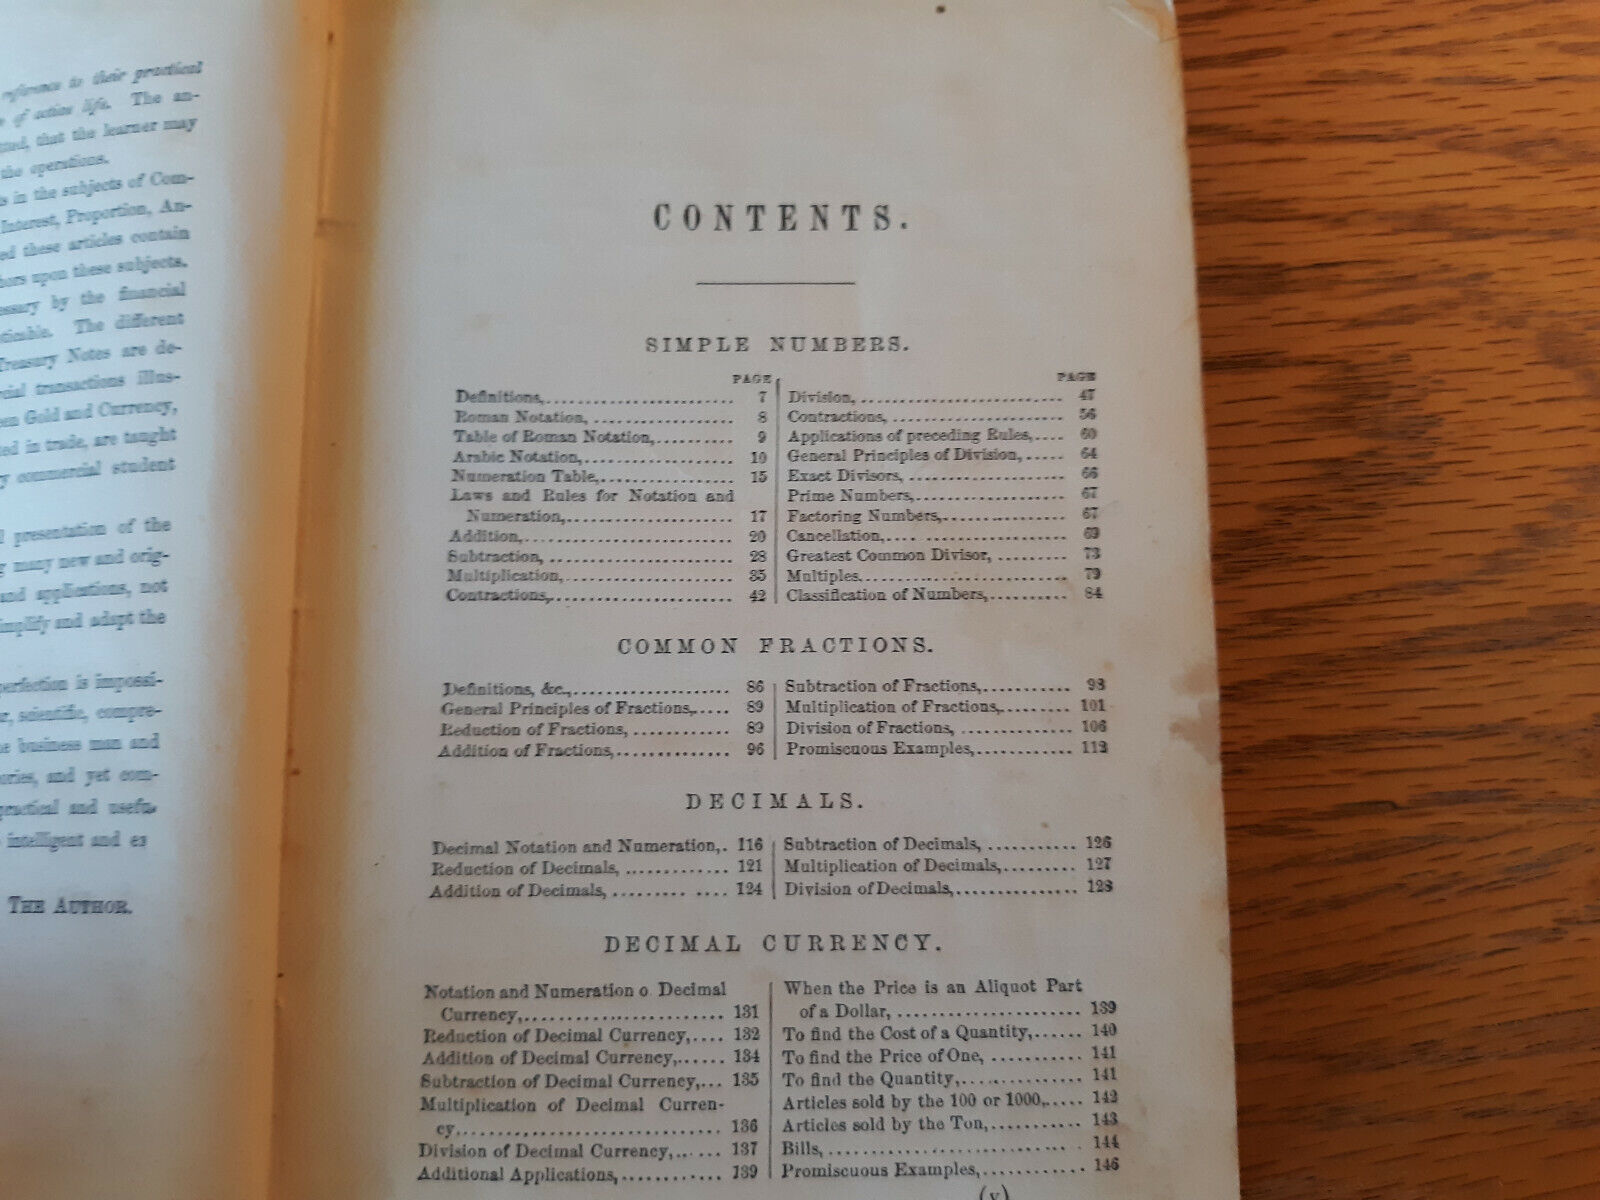 reference to their practical
of active life. The an-
that the learner may
the operations.
in the subjects of Com-
Interest, Proportion, An-
ed these articles contain
hors upon these subjects.
essary by the financial
ticable. The different
Treasury Notes are de-
cial transactions illus-
een Gold and Currency,
ted in trade, are taught
y commercial student
l presentation of the
g many new and orig-
and applications, not
implify and adapt the
perfection is impossi-
r, scientific, compre-
e business man and
ories, and yet com-
practical and usefu
intelligent and ex
THE AUTHOR.
CONTENTS.
SIMPLE NUMBERS.
PAGE
Definitions,........................ 7
Roman Notation, .................. 8
Table of Roman Notation,.......... 9
Arabic Notation,................... 10
Numeration Table,................. 15
Laws and Rules for Notation and
Numeration,..................... 17
Addition,........................... 20
Subtraction, ........................ 28
Multiplication,..................... 35
Contractions,....................... 42
PAGE
Division,.......................... 47
Contractions, ...................... 56
Applications of preceding Rules,.... 60
General Principles of Division,..... 64
Exact Divisors, .................... 66
Prime Numbers,................... 67
Factoring Numbers,................ 67
Cancellation,.... .................. 69
Greatest Common Divisor, ......... 73
Multiples.......................... 79
Classification of Numbers,.......... 84
COMMON FRACTIONS.
Definitions, &c.,.................... 86
General Principles of Fractions,..... 89
Reduction of Fractions, ............ 89
Addition of Fractions,.............. 96
Subtraction of Fractions,........... 98
Multiplication of Fractions,......... 101
Division of Fractions, ............. 106
Promiscuous Examples,............ 113
DECIMALS.
Decimal Notation and Numeration,. 116
Reduction of Decimals, ............. 121
Addition of Decimals, ......... .... 124
Subtraction of Decimals, ........... 126
Multiplication of Decimals,......... 127
Division of Decimals,............... 128
DECIMAL CURRENCY.
Notation and Numeration o Decimal
Currency,........................ 131
Reduction of Decimal Currency,.... 132
Addition of Decimal Currency,...... 134
Subtraction of Decimal Currency,... 135
Multiplication of Decimal Curren-
cy,................................ 136
Division of Decimal Currency,...... 137
Additional Applications,............ 139
When the Price is an Aliquot Part
of a Dollar, ...................... 139
To find the Cost of a Quantity,...... 140
To find the Price of One, ........... 141
To find the Quantity,............... 141
Articles sold by the 100 or 1000,..... 142
Articles sold by the Ton,........... 143
Bills,............................... 144
Promiscuous Examples,............ 146
(v)